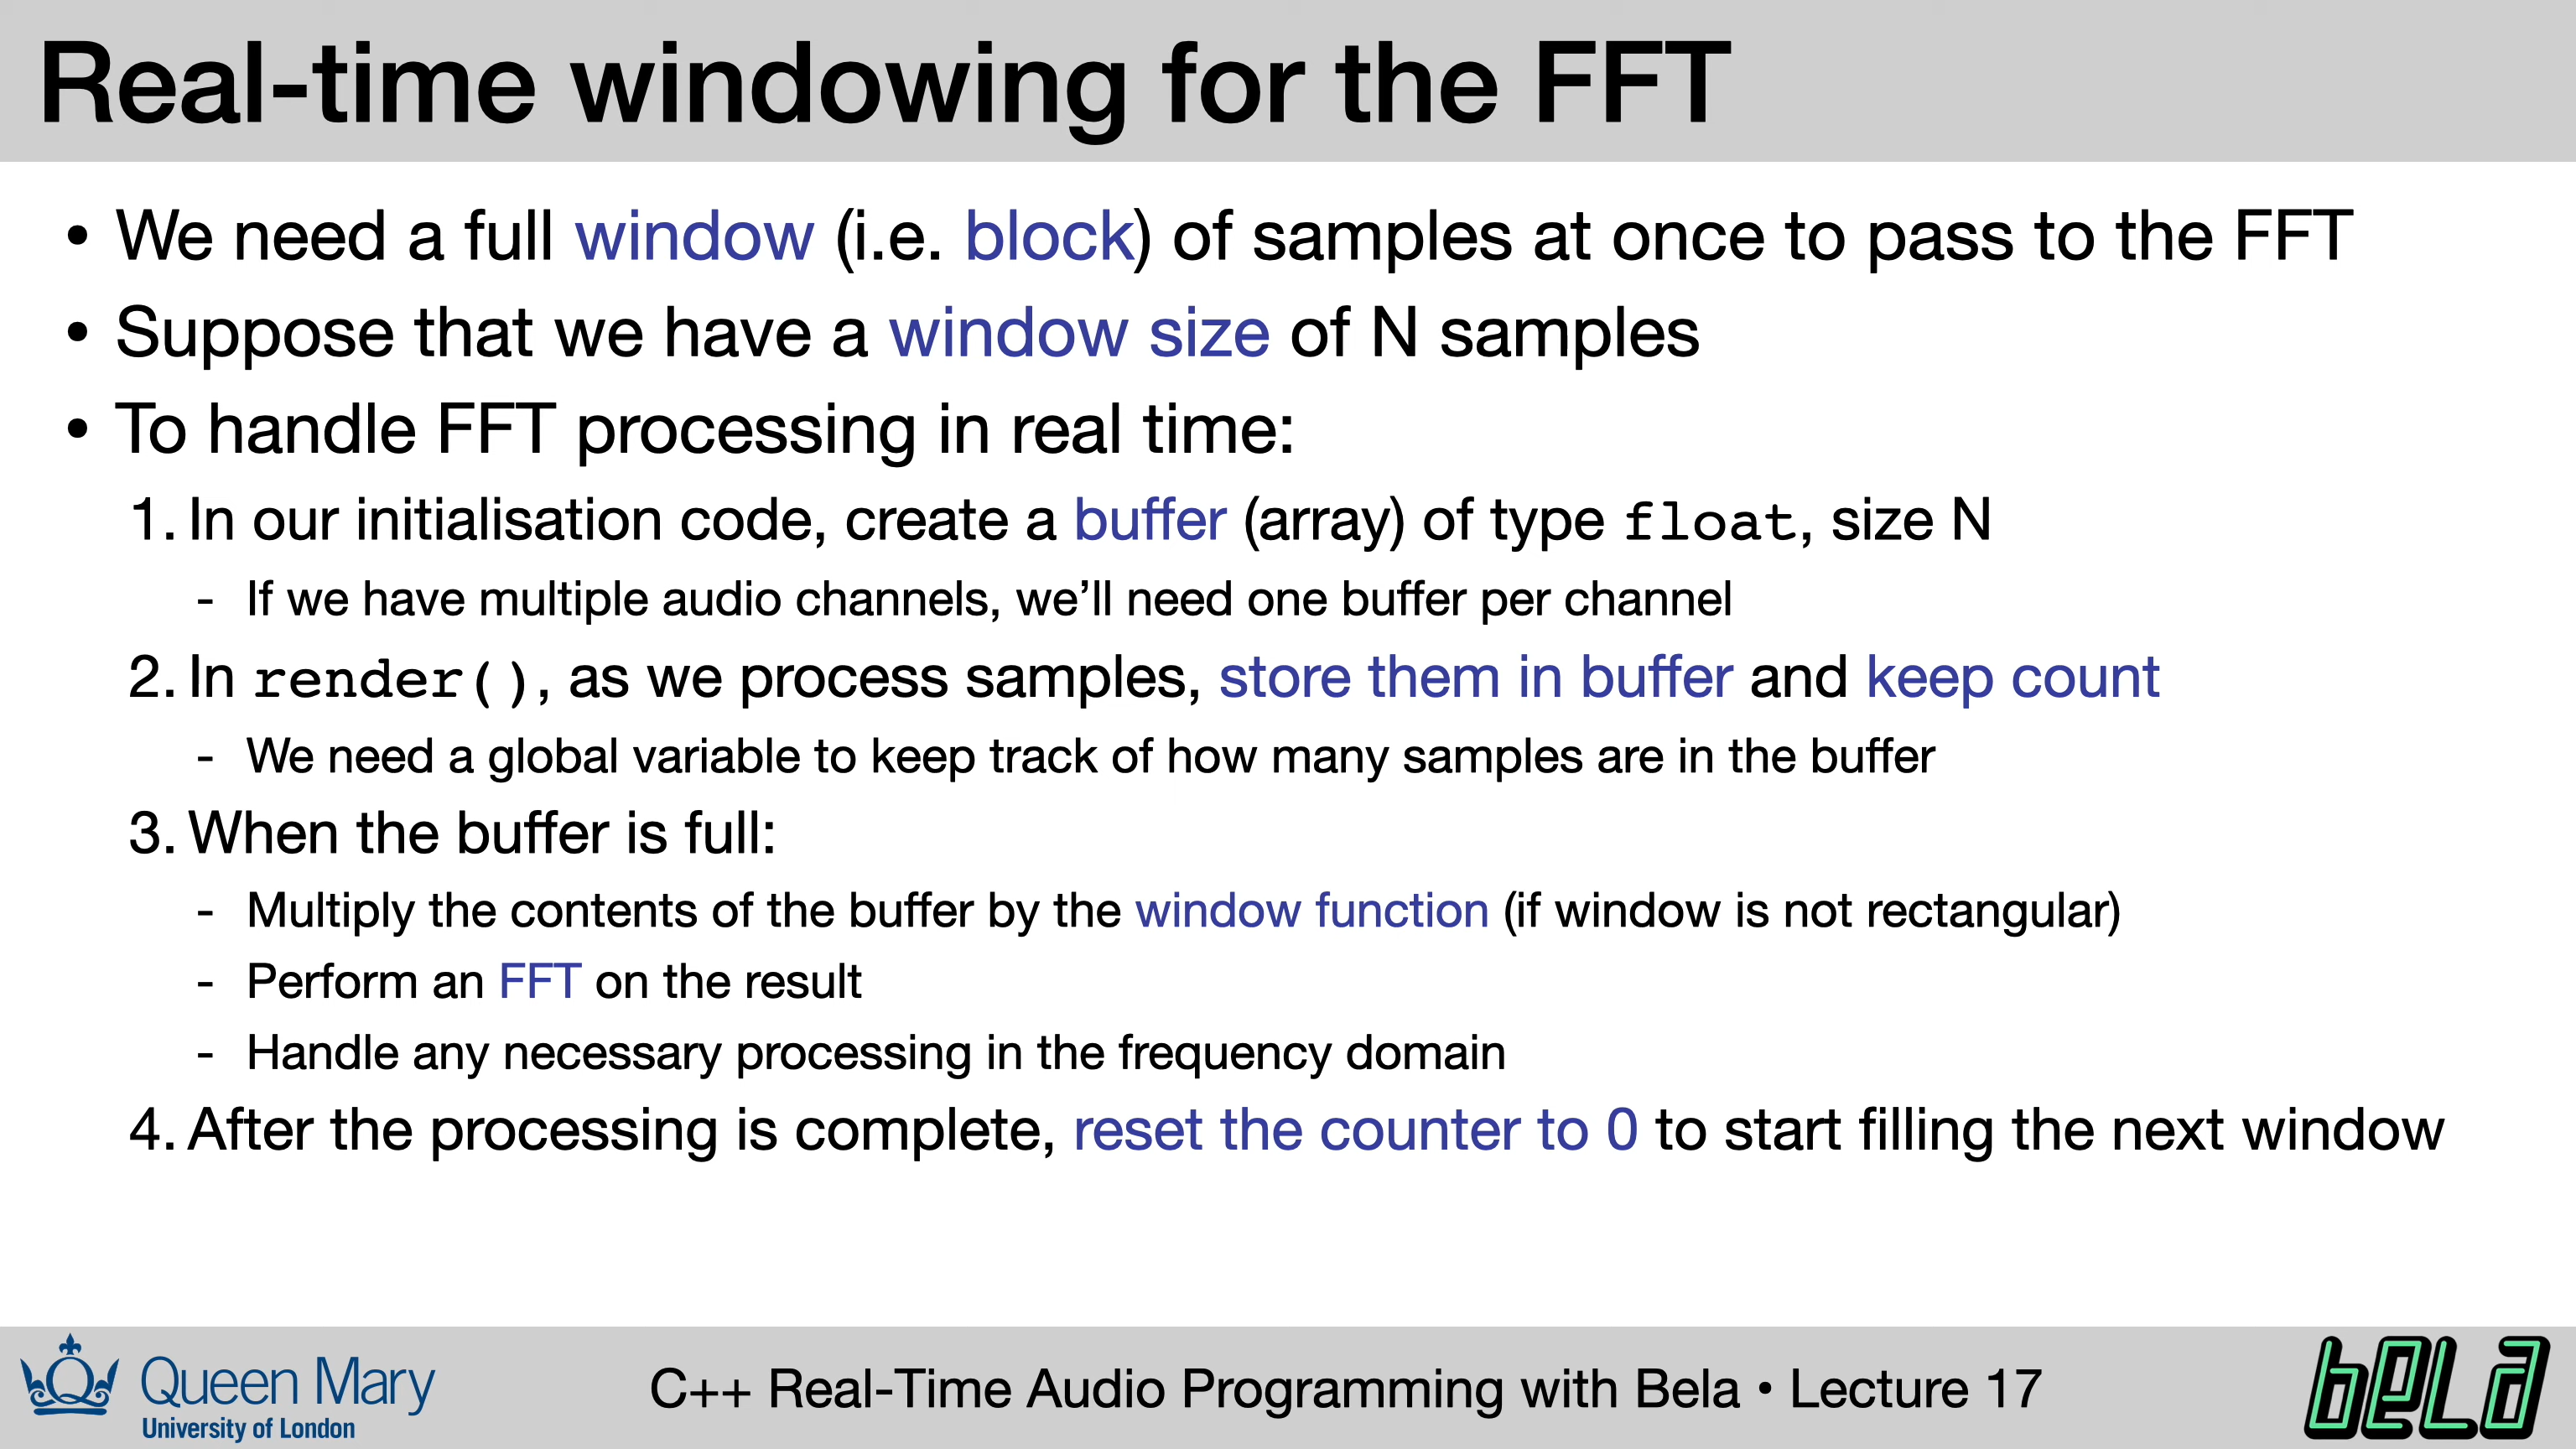 Real-time windowing for the FFT
• We need a full window (i.e. block) of samples at once to pass to the FFT
• Suppose that we have a window size of N samples
• To handle FFT processing in real time:
1. In our initialisation code, create a buffer (array) of type float, size N
- If we have multiple audio channels, we’ll need one buffer per channel
2. In render(), as we process samples, store them in buffer and keep count
- We need a global variable to keep track of how many samples are in the buffer
3. When the buffer is full:
- Multiply the contents of the buffer by the window function (if window is not rectangular)
- Perform an FFT on the result
- Handle any necessary processing in the frequency domain
4. After the processing is complete, reset the counter to 0 to start filling the next window
Queen Mary
University of London
C++ Real-Time Audio Programming with Bela • Lecture 17
bela